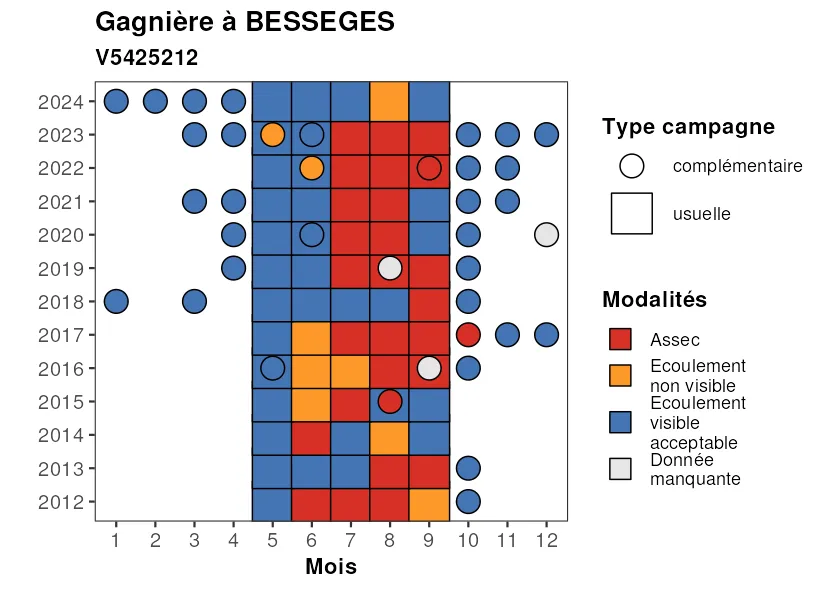 Gagnière à BESSEGES
V5425212
2024
2023
2022
2021
2020
2019
2018
2017
2016
2015
2014
2013
2012
1 2 3 4 5 6 7 8 9 10 11 12
Mois
Type campagne
complémentaire
usuelle
Modalités
Assec
Ecoulement
non visible
Ecoulement
visible
acceptable
Donnée
manquante